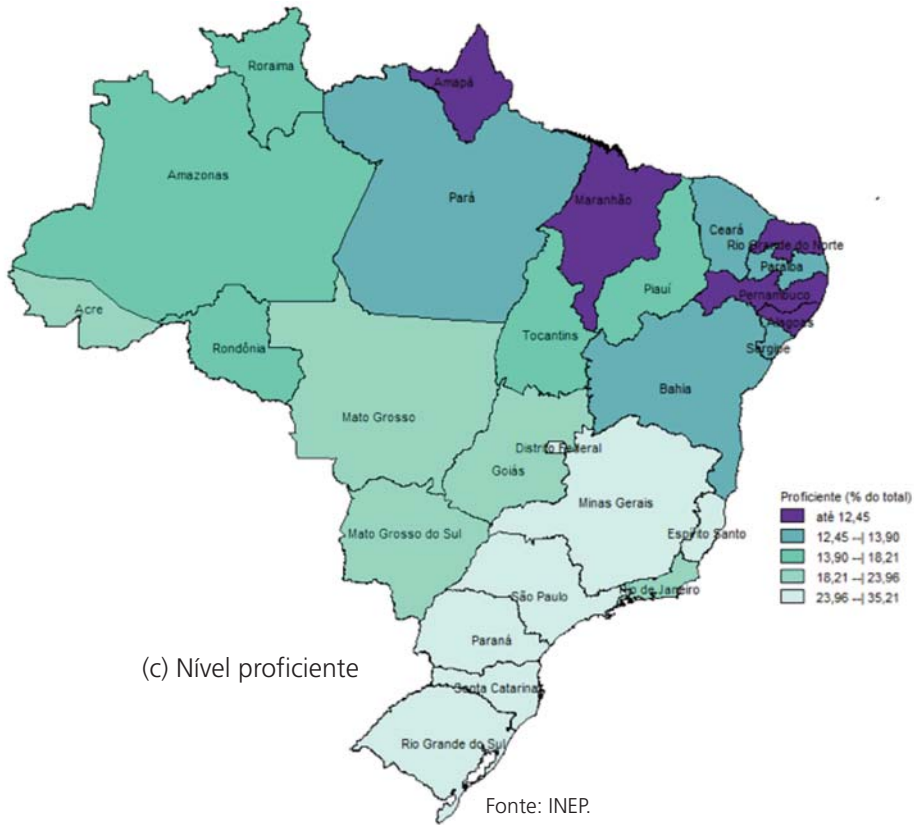 Roraima
Amapá
Amazonas
Pará
Maranhão
Ceará
Rio Grande do Norte
Paraíba
Piauí
Pernambuco
Alagoas
Acre
Sergipe
Tocantins
Rondônia
Bahia
Mato Grosso
Distrito Federal
Goiás
Minas Gerais
Mato Grosso do Sul
Espírito Santo
Rio de Janeiro
São Paulo
Paraná
Santa Catarina
Rio Grande do Sul
Proficiente (% do total)
até 12,45
12,45 --| 13,90
13,90 --| 18,21
18,21 --| 23,96
23,96 --| 35,21
(c) Nível proficiente
Fonte: INEP.